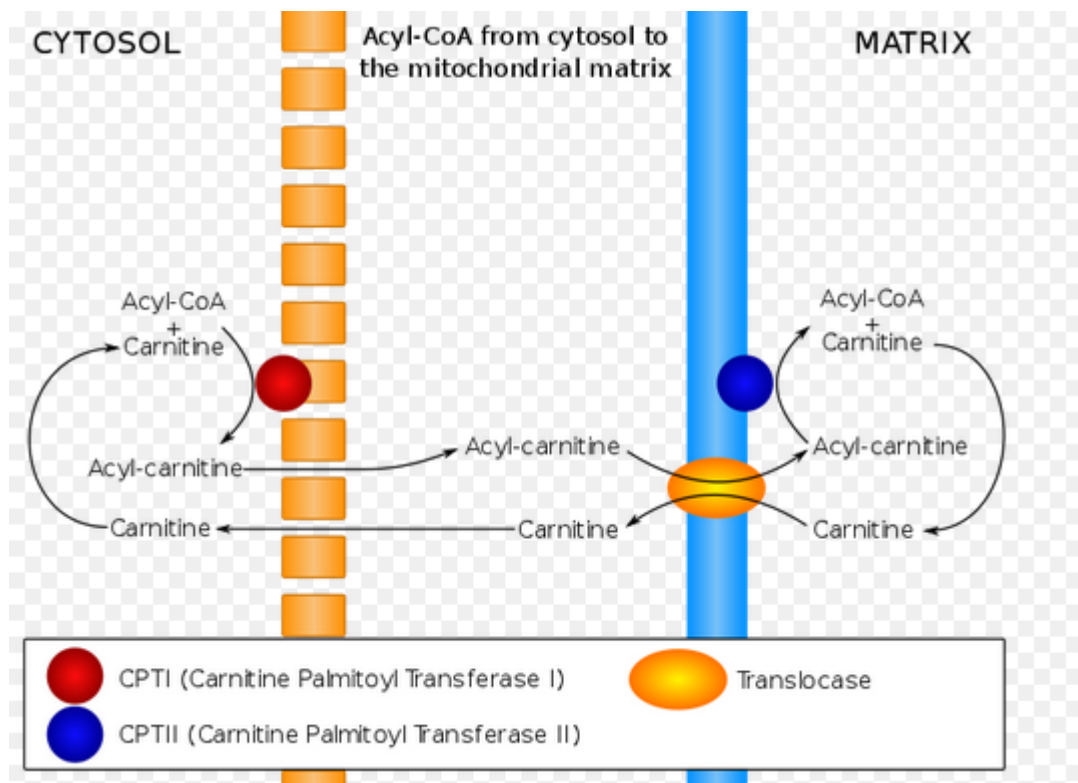 CYTOSOL
Acyl-CoA from cytosol to
the mitochondrial matrix
MATRIX
Acyl-CoA
+
Carnitine
Acyl-carnitine
Carnitine
Acyl-carnitine
Carnitine
Acyl-CoA
+
Carnitine
Acyl-carnitine
Carnitine
CPTI (Carnitine Palmitoyl Transferase I)
Translocase
CPTII (Carnitine Palmitoyl Transferase II)